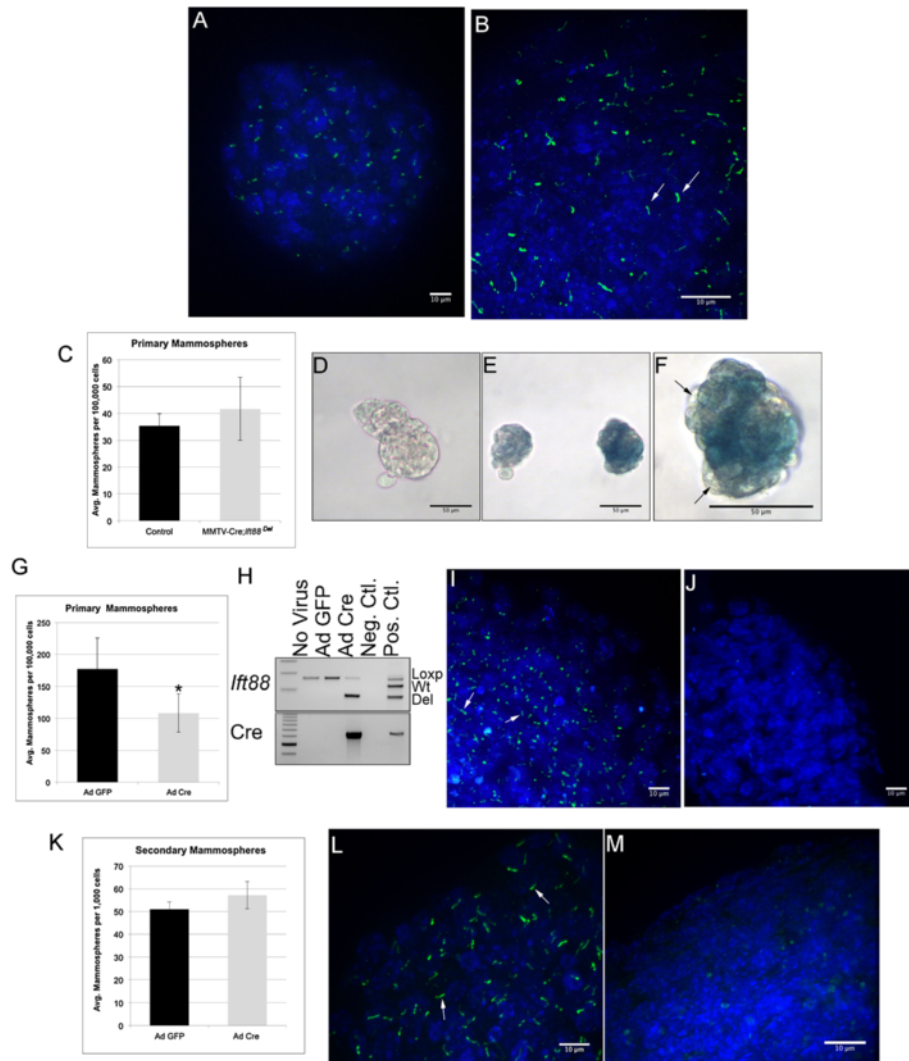 A
B
10 µm
10 µm
C
Primary Mammospheres
Avg. Mammospheres per 100,000 cells
60
50
40
30
20
10
0
Control
MMTV-Cre;Ift88 Del
D
50 µm
E
50 µm
F
50 µm
G
Primary Mammospheres
Avg. Mammospheres per 100,000 cells
250
200
150
100
50
0
*
Ad GFP
Ad Cre
H
No Virus
Ad GFP
Ad Cre
Neg. Ctl.
Pos. Ctl.
Ift88
Loxp
Wt
Del
Cre
I
10 µm
J
10 µm
K
Secondary Mammospheres
Avg. Mammospheres per 1,000 cells
70
60
50
40
30
20
10
0
Ad GFP
Ad Cre
L
10 µm
M
10 µm